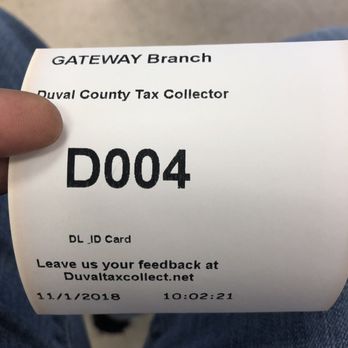 GATEWAY Branch
Duval County Tax Collector
D004
DL_ID Card
Leave us your feedback at
Duvaltaxcollect.net
11/1/2018 10:02:21